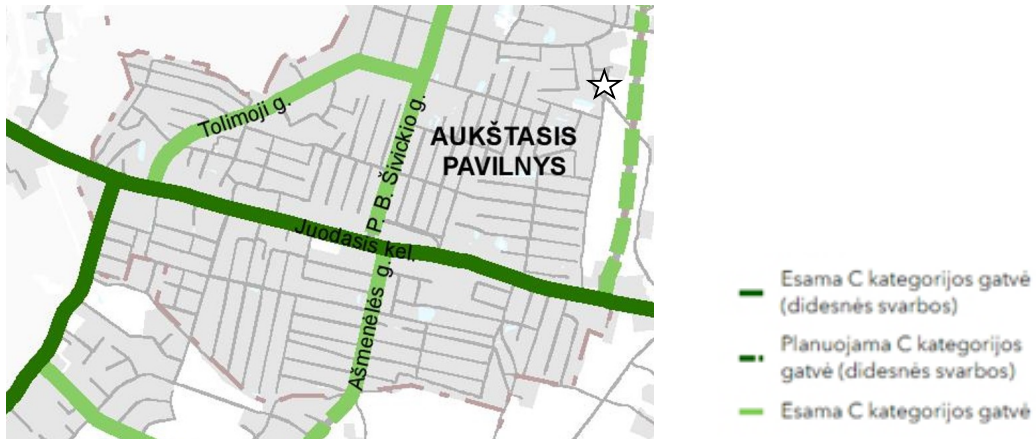 Tolimoji g.
P. B. Šivickio g.
AUKŠTASIS
PAVILNYS
Juodasis kel.
Ašmenėlės g.
Esama C kategorijos gatvė
(didesnės svarbos)
Planuojama C kategorijos
gatvė (didesnės svarbos)
Esama C kategorijos gatvė